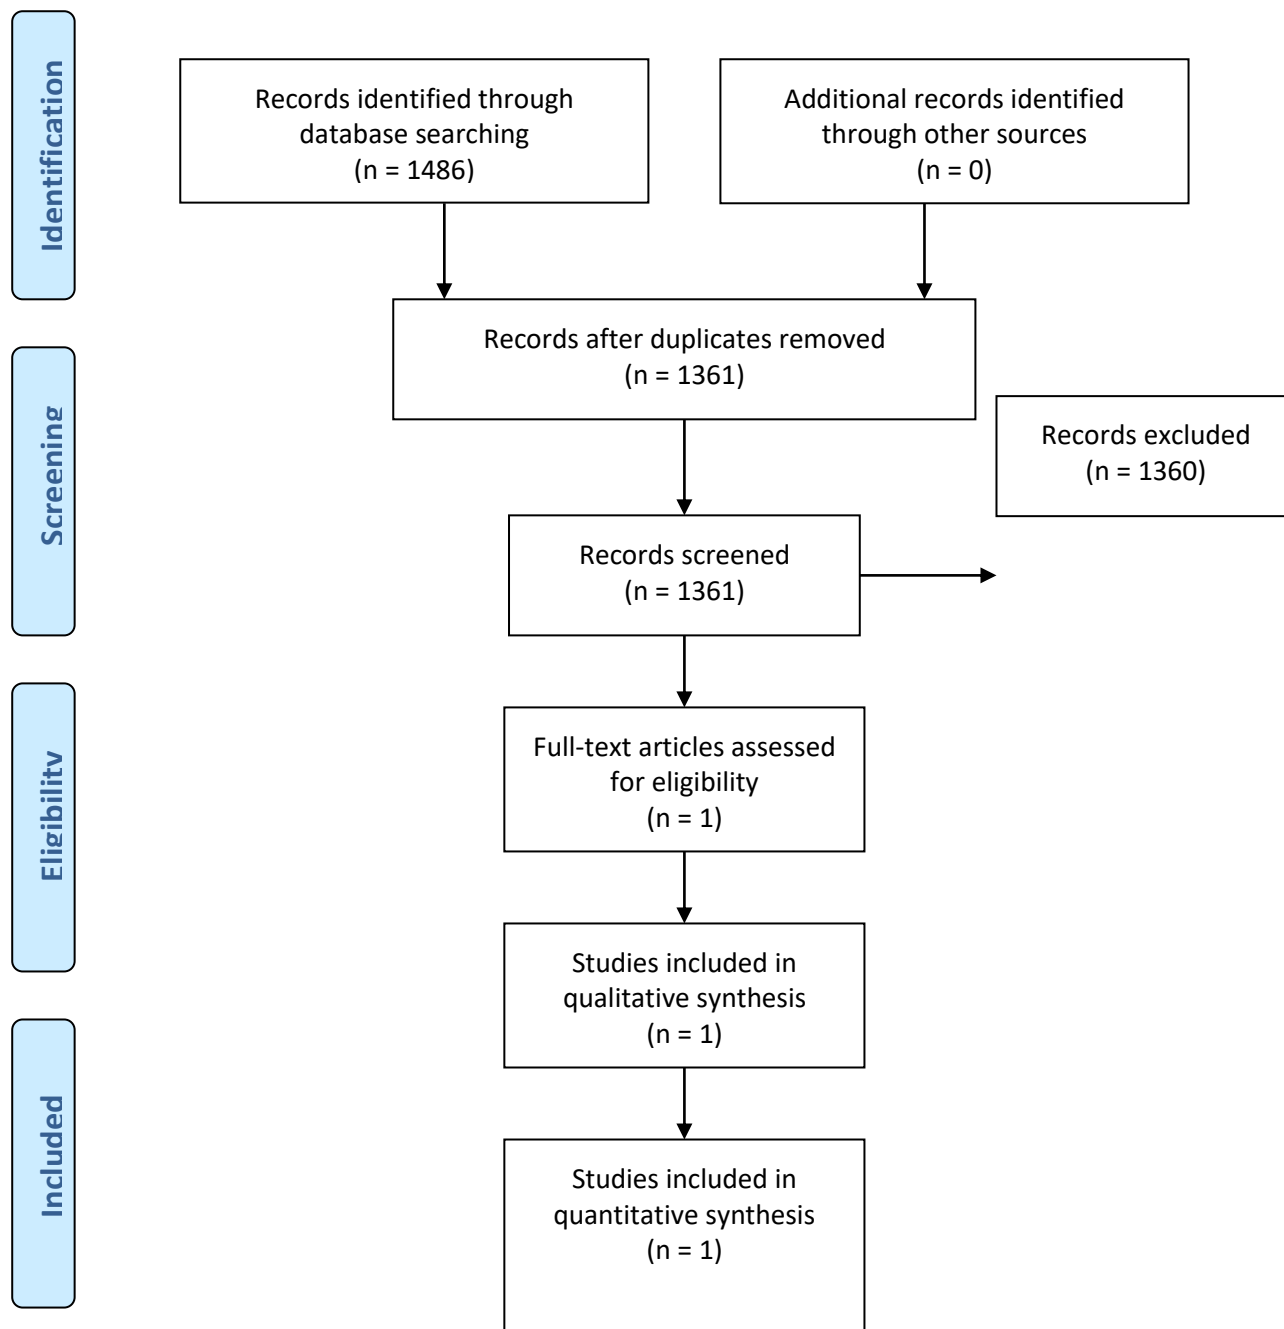 Identification
Records identified through
database searching
(n = 1486)
Additional records identified
through other sources
(n = 0)
Records after duplicates removed
(n = 1361)
Screening
Records excluded
(n = 1360)
Records screened
(n = 1361)
Eligibility
Full-text articles assessed
for eligibility
(n = 1)
Studies included in
qualitative synthesis
(n = 1)
Included
Studies included in
quantitative synthesis
(n = 1)